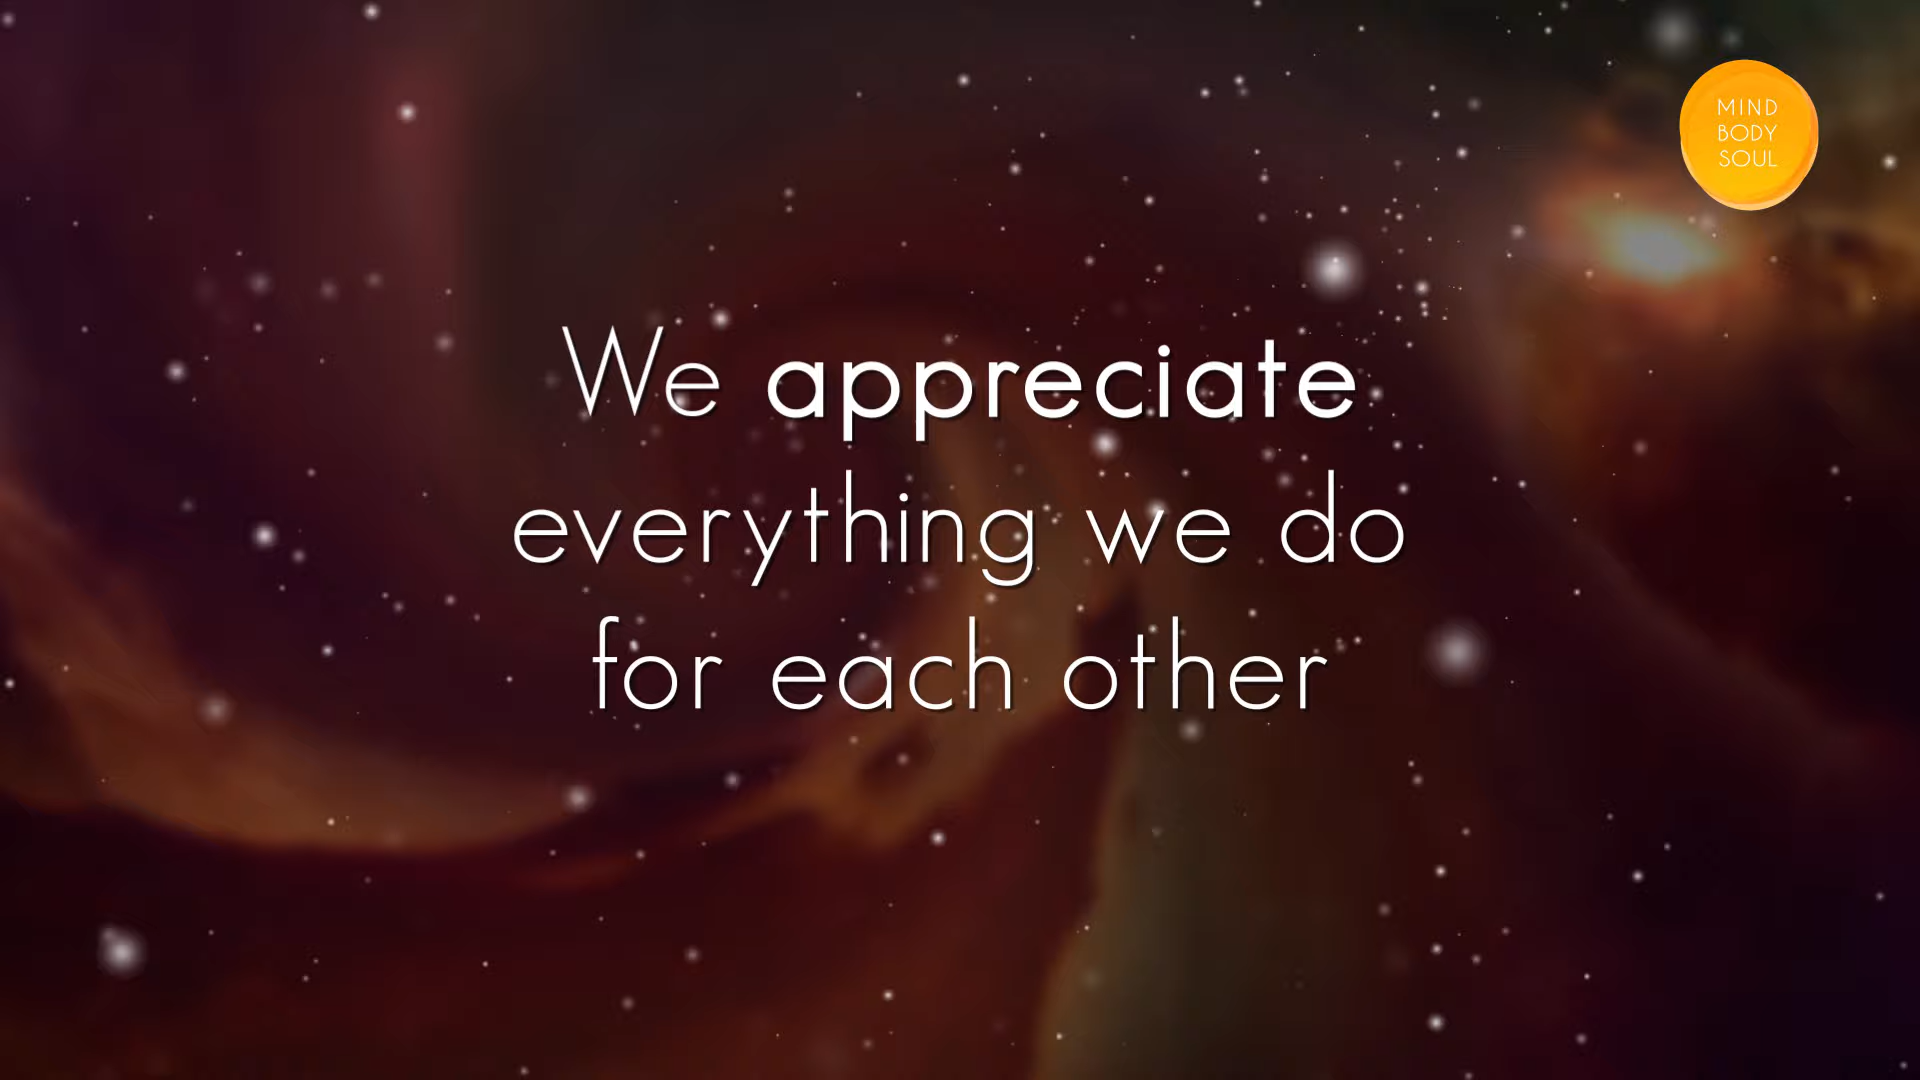 MIND
BODY
SOUL
We appreciate
everything we do
for each other